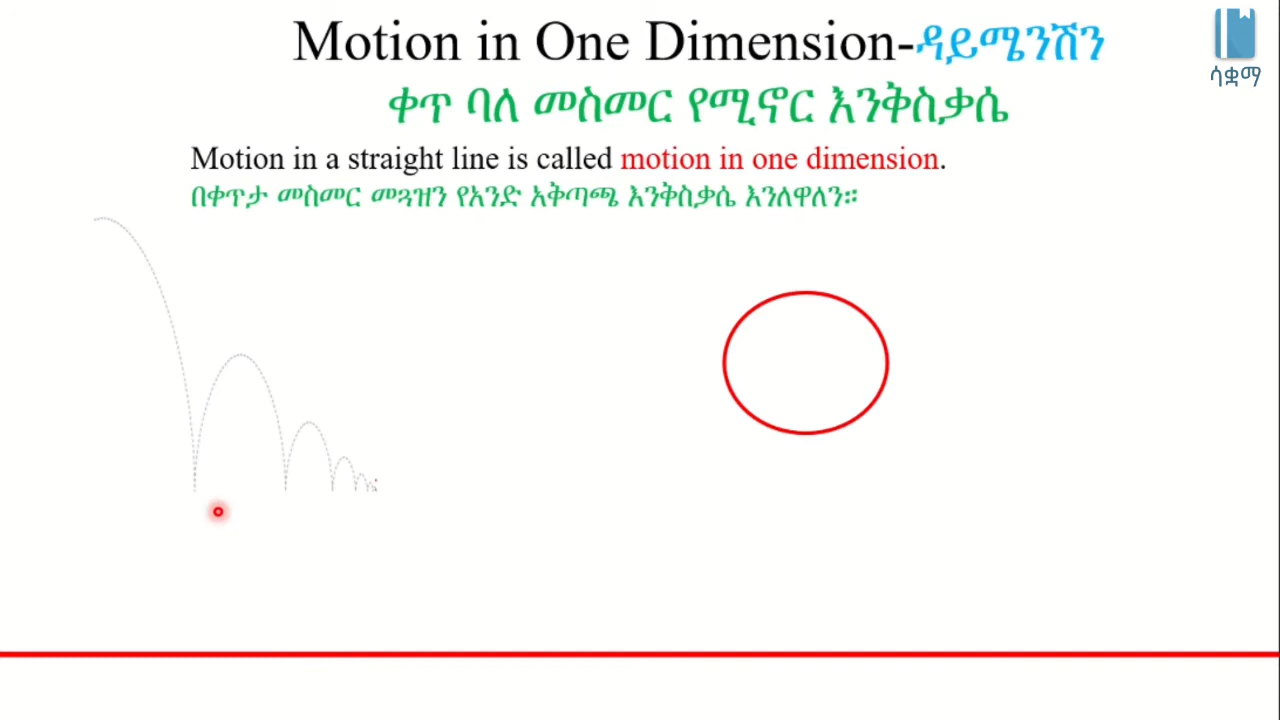 Motion in One Dimension-ዳይሜንሽን
ቀጥ ባለ መስመር የሚኖር እንቅስቃሴ
Motion in a straight line is called motion in one dimension.
በቀጥታ መስመር መጓዝን የአንድ አቅጣጫ እንቅስቃሴ እንለዋለን።
ሳቋማ